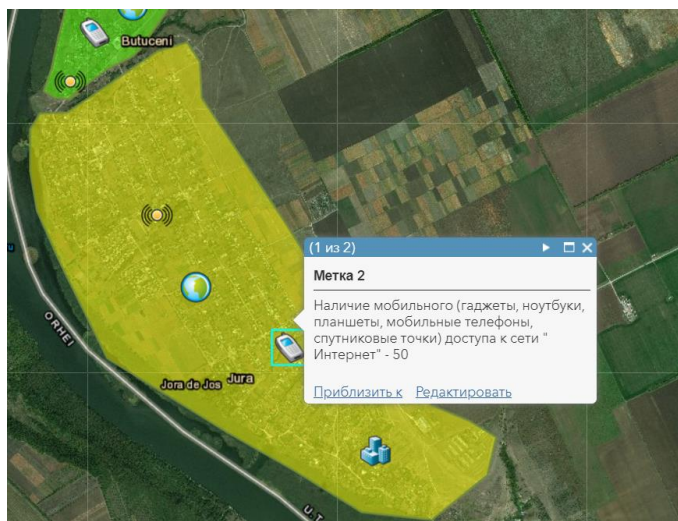 Butuceni
(1 из 2)
Метка 2
Наличие мобильного (гаджеты, ноутбуки,
планшеты, мобильные телефоны,
спутниковые точки) доступа к сети "
Интернет" - 50
Приблизить к Редактировать
ORHEI
Jora de Jos Jura
U.T